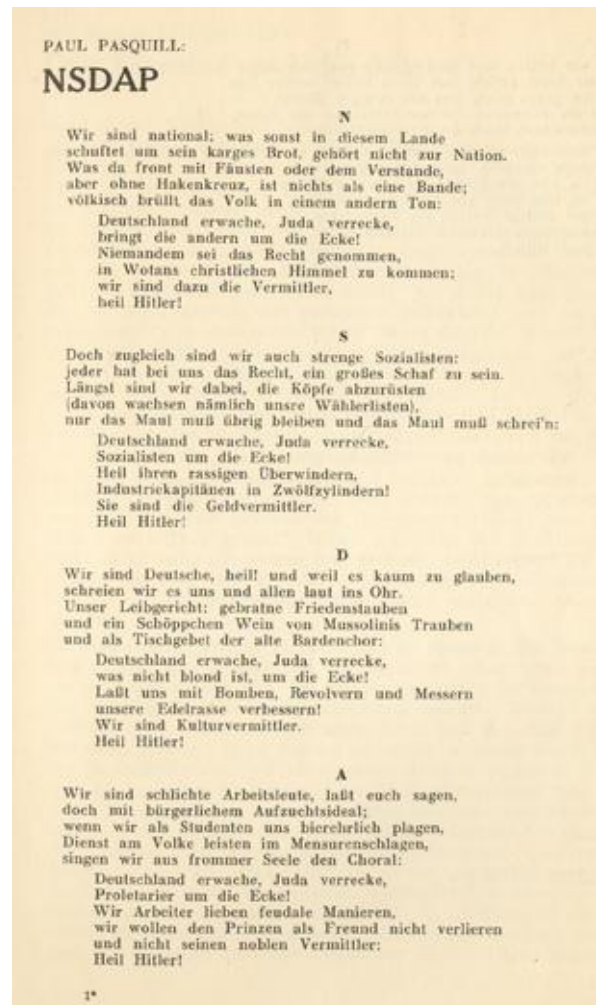 PAUL PASQUILL:
NSDAP
N
Wir sind national; was sonst in diesem Lande
schuftet um sein karges Brot, gehört nicht zur Nation.
Was da front mit Fäusten oder dem Verstande,
aber ohne Hakenkreuz, ist nichts als eine Bande;
völkisch brüllt das Volk in einem andern Ton:
Deutschland erwache, Juda verrecke,
bringt die andern um die Ecke!
Niemandem sei das Recht genommen,
in Wotans christlichen Himmel zu kommen;
wir sind dazu die Vermittler,
heil Hitler!
S
Doch zugleich sind wir auch strenge Sozialisten:
jeder hat bei uns das Recht, ein großes Schaf zu sein.
Längst sind wir dabei, die Köpfe abzurüsten
(davon wachsen nämlich unsre Wählerlisten),
nur das Maul muß übrig bleiben und das Maul muß schrei'n:
Deutschland erwache, Juda verrecke,
Sozialisten um die Ecke!
Heil ihren rassigen Überwindern,
Industriekapitänen in Zwölfzylindern!
Sie sind die Geldvermittler.
Heil Hitler!
D
Wir sind Deutsche, heil! und weil es kaum zu glauben,
schreien wir es uns und allen laut ins Ohr.
Unser Leibgericht: gebratne Friedenstauben
und ein Schöppchen Wein von Mussolinis Trauben
und als Tischgebet der alte Bardenchor:
Deutschland erwache, Juda verrecke,
was nicht blond ist, um die Ecke!
Laßt uns mit Bomben, Revolvern und Messern
unsere Edelrasse verbessern!
Wir sind Kulturvermittler.
Heil Hitler!
A
Wir sind schlichte Arbeitsleute, laßt euch sagen,
doch mit bürgerlichem Aufzuchtsideal;
wenn wir als Studenten uns bierehrlich plagen,
Dienst am Volke leisten im Mensurenschlagen,
singen wir aus frommer Seele den Choral:
Deutschland erwache, Juda verrecke,
Proletarier um die Ecke!
Wir Arbeiter lieben feudale Manieren,
wir wollen den Prinzen als Freund nicht verlieren
und nicht seinen noblen Vermittler:
Heil Hitler!
1*